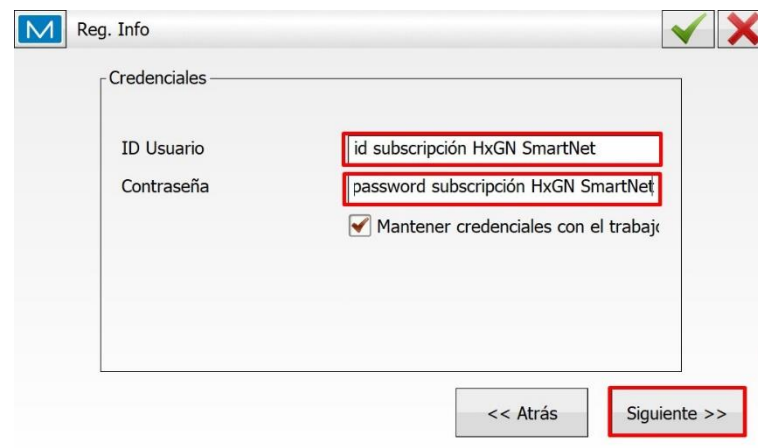 M Reg. Info
Credenciales
ID Usuario id subscripción HxGN SmartNet
Contraseña password subscripción HxGN SmartNet
Mantener credenciales con el trabajo
<< Atrás Siguiente >>